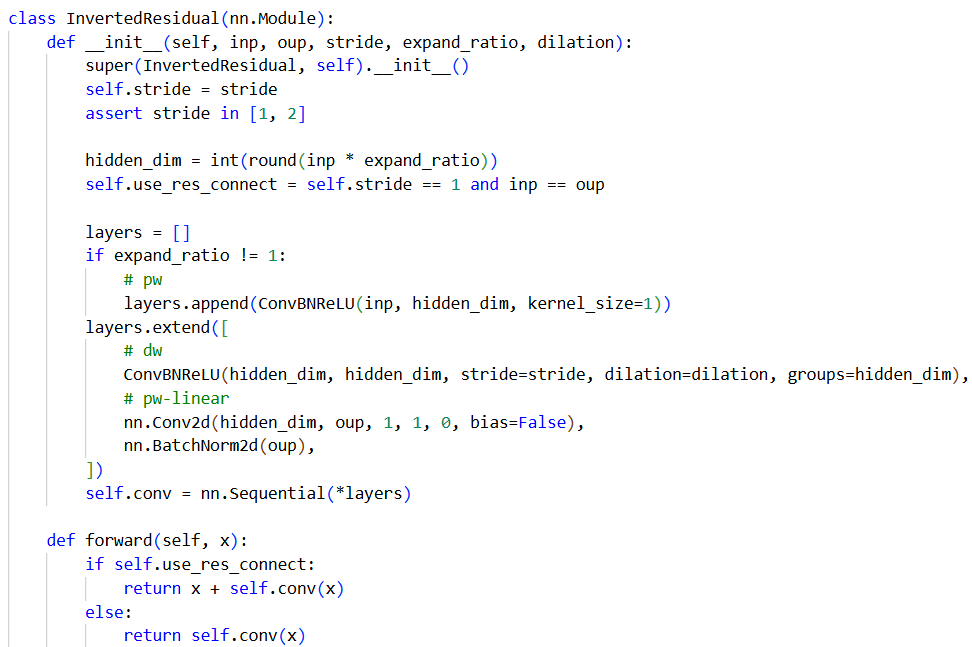 class InvertedResidual(nn.Module):
    def __init__(self, inp, oup, stride, expand_ratio, dilation):
        super(InvertedResidual, self).__init__()
        self.stride = stride
        assert stride in [1, 2]

        hidden_dim = int(round(inp * expand_ratio))
        self.use_res_connect = self.stride == 1 and inp == oup

        layers = []
        if expand_ratio != 1:
            # pw
            layers.append(ConvBNReLU(inp, hidden_dim, kernel_size=1))
        layers.extend([
            # dw
            ConvBNReLU(hidden_dim, hidden_dim, stride=stride, dilation=dilation, groups=hidden_dim),
            # pw-linear
            nn.Conv2d(hidden_dim, oup, 1, 1, 0, bias=False),
            nn.BatchNorm2d(oup),
        ])
        self.conv = nn.Sequential(*layers)

    def forward(self, x):
        if self.use_res_connect:
            return x + self.conv(x)
        else:
            return self.conv(x)